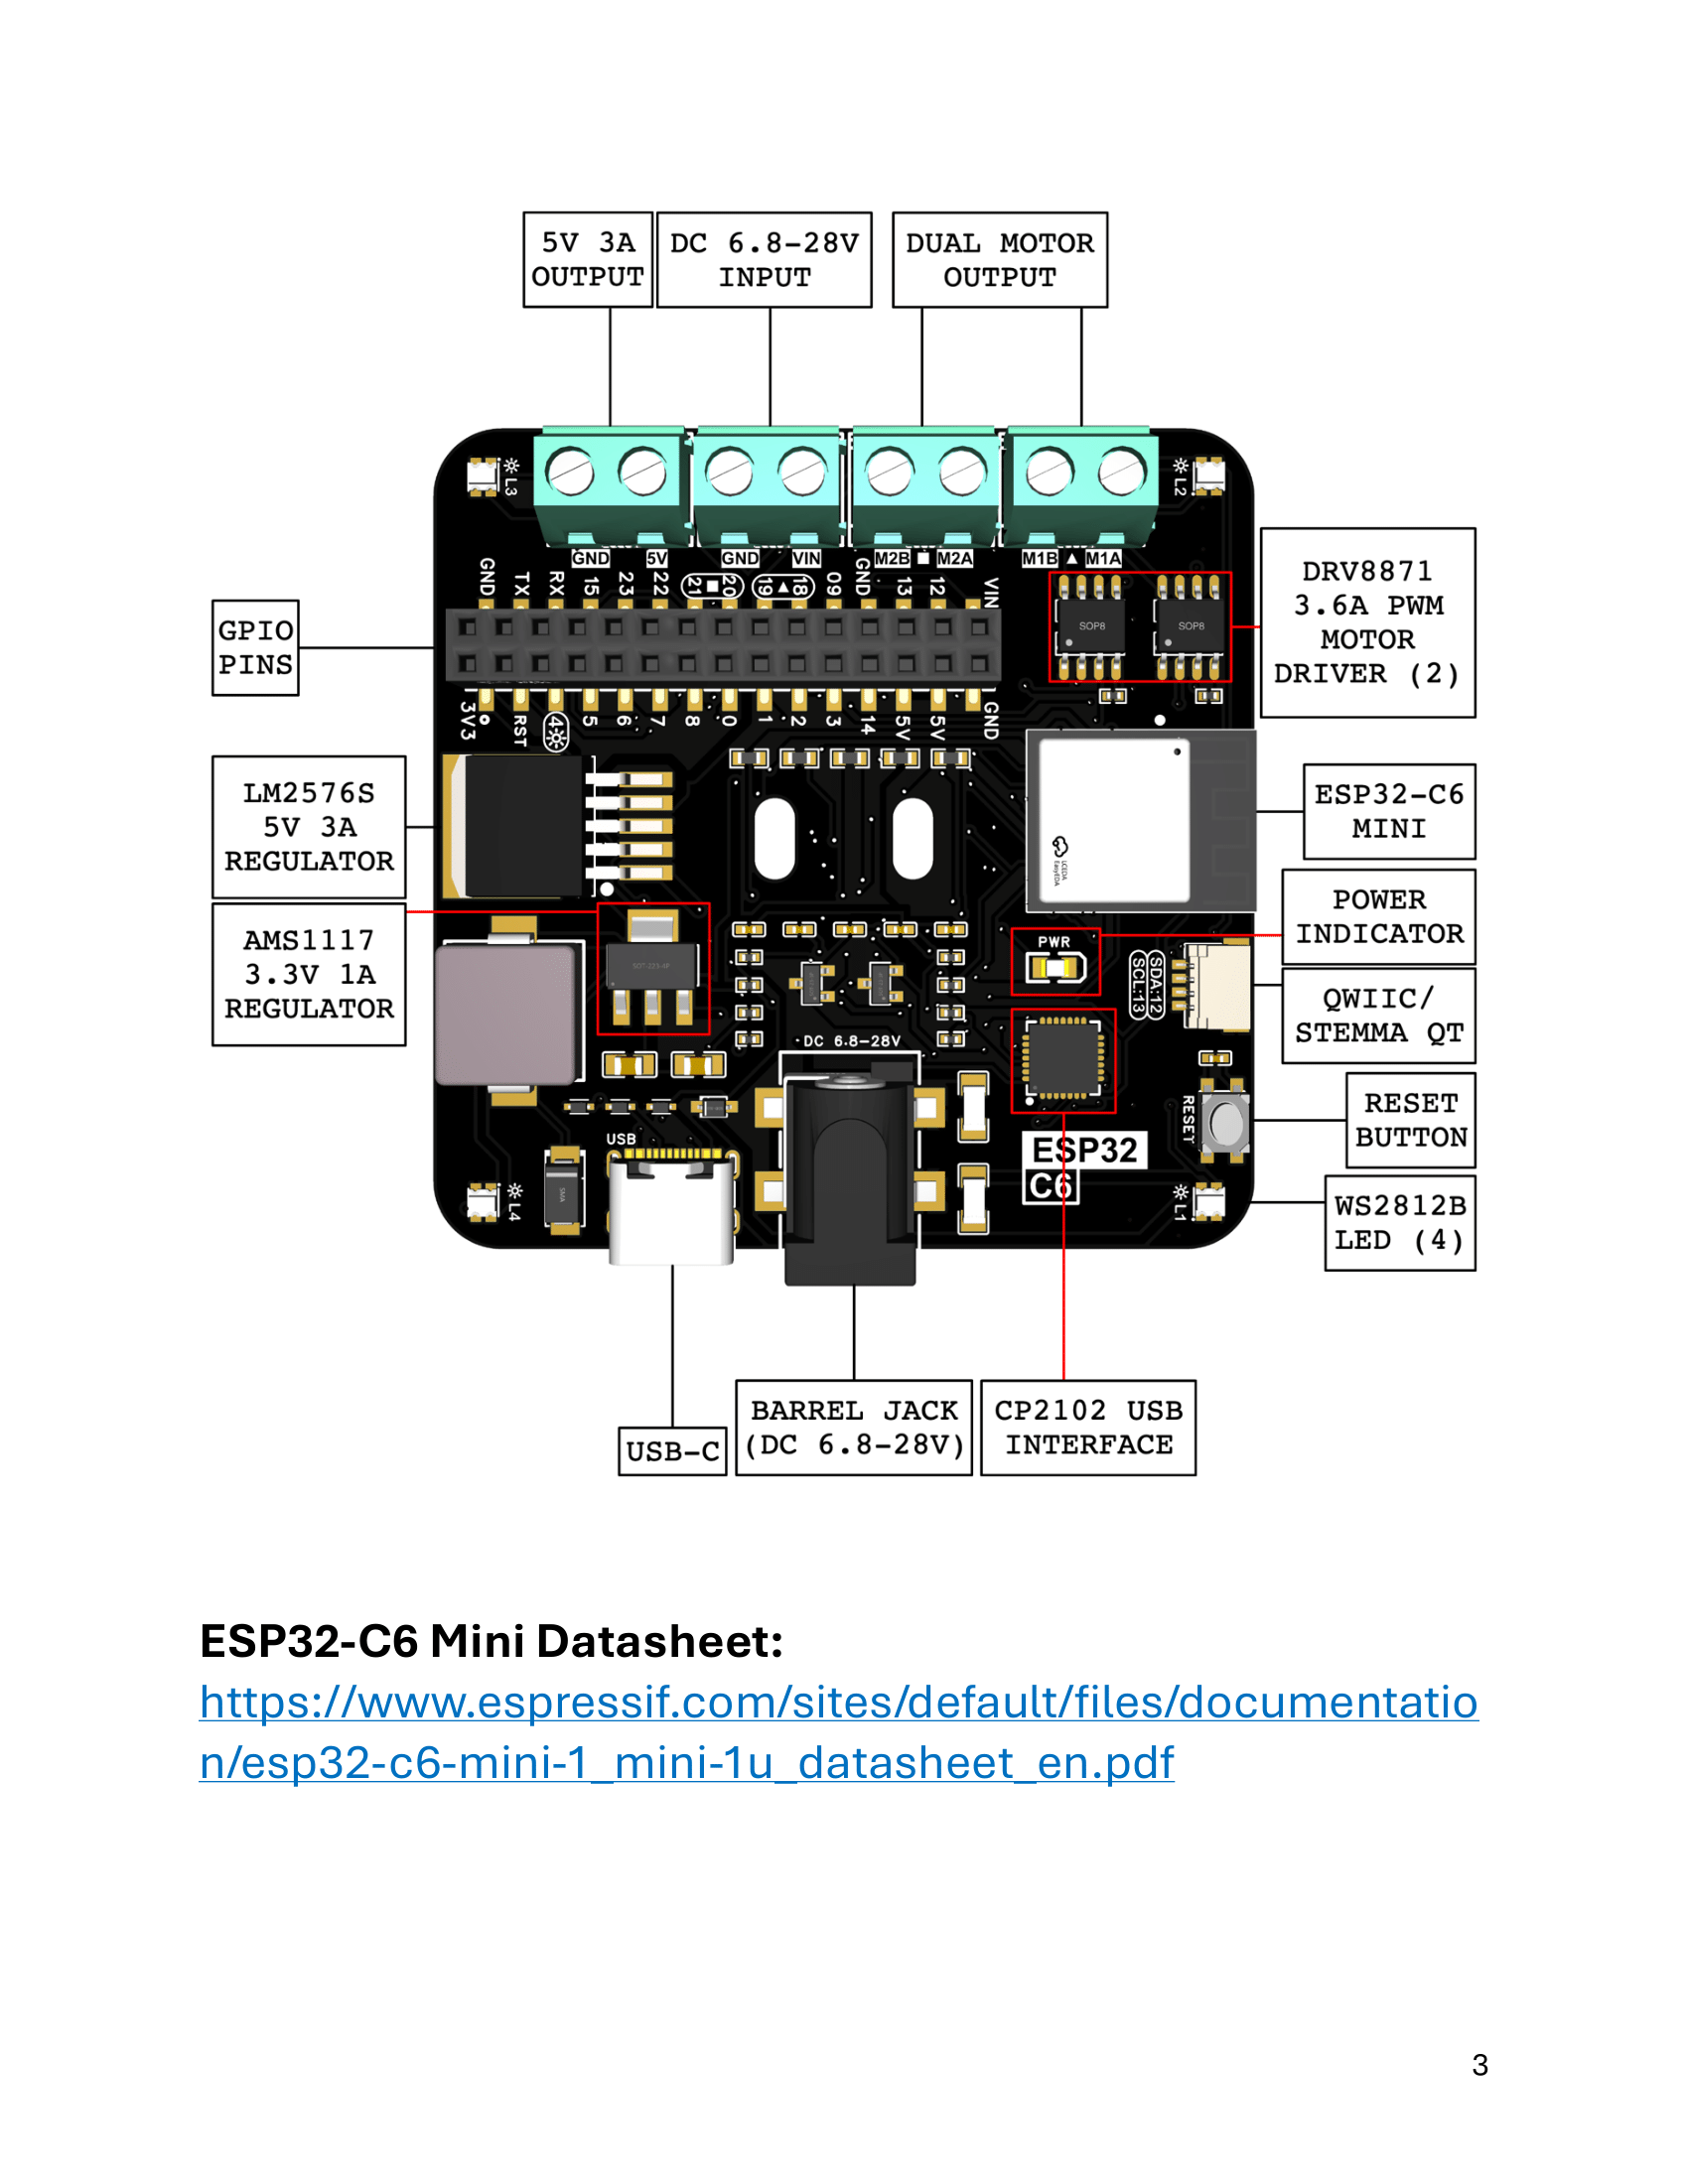 5V 3A
OUTPUT
DC 6.8-28V
INPUT
DUAL MOTOR
OUTPUT
L3
L2
GND
5V
GND
VIN
M2B
M2A
M1B
M1A
GND
TX
RX
15
23
22
21
20
19
18
09
GND
13
12
VIN
SOP8
SOP8
DRV8871
3.6A PWM
MOTOR
DRIVER (2)
GPIO
PINS
3V3
RST
4
5
6
7
8
0
1
2
3
14
5V
5V
GND
LM2576S
5V 3A
REGULATOR
ESP32-C6
MINI
LCEDA
EasyEDA
AMS1117
3.3V 1A
REGULATOR
POWER
INDICATOR
PWR
SCL:13
SDA:12
QWIIC/
STEMMA QT
DC 6.8-28V
RESET
RESET
BUTTON
USB
ESP32
C6
L4
SMA
L1
WS2812B
LED (4)
USB-C
BARREL JACK
(DC 6.8-28V)
CP2102 USB
INTERFACE
ESP32-C6 Mini Datasheet:
https://www.espressif.com/sites/default/files/documentatio
n/esp32-c6-mini-1_mini-1u_datasheet_en.pdf
3